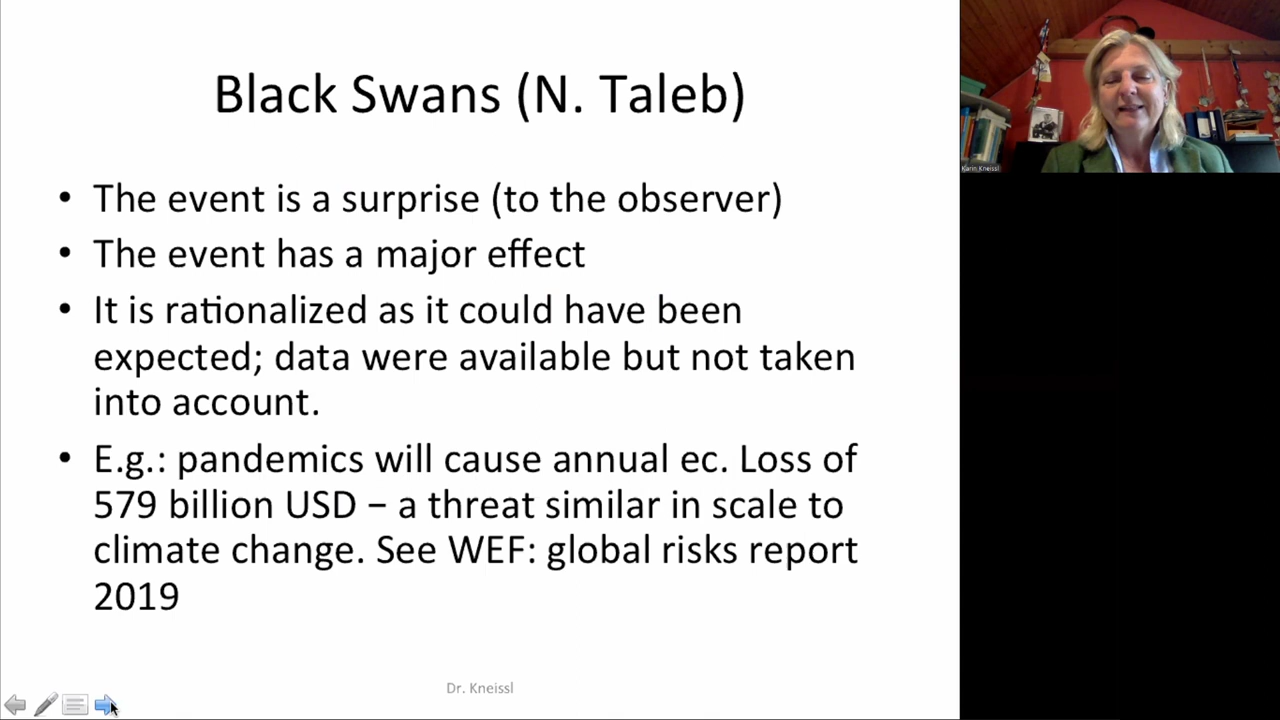 Black Swans (N. Taleb)
• The event is a surprise (to the observer)
• The event has a major effect
• It is rationalized as it could have been
expected; data were available but not taken
into account.
• E.g.: pandemics will cause annual ec. Loss of
579 billion USD − a threat similar in scale to
climate change. See WEF: global risks report
2019
Dr. Kneissl
Karin Kneissl